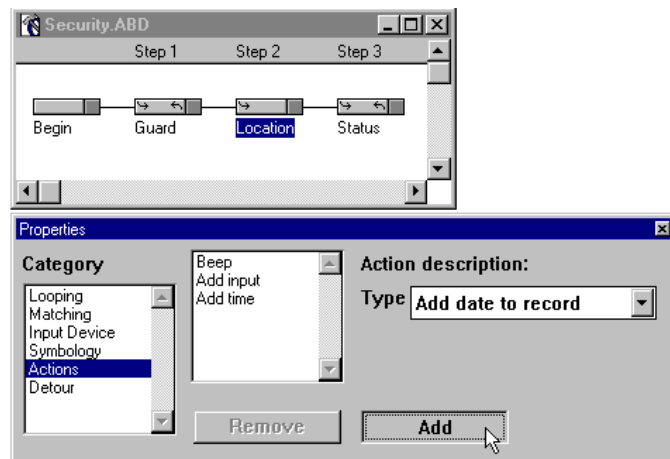 Security.ABD
Step 1 Step 2 Step 3
Begin Guard Location Status
Properties
Category
Looping
Matching
Input Device
Symbology
Actions
Detour
Beep
Add input
Add time
Action description:
Type Add date to record
Remove
Add